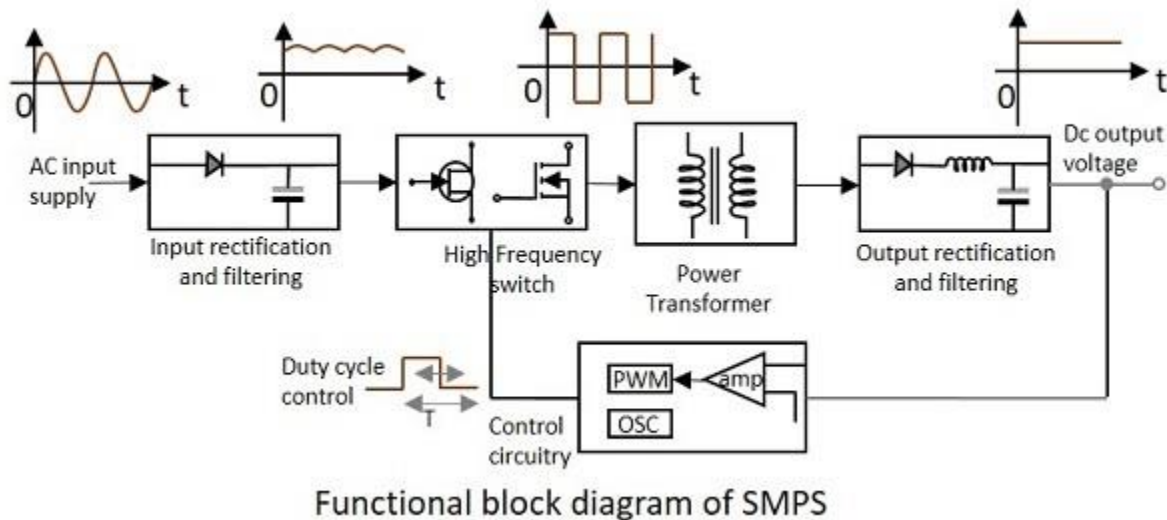 0
t
0
t
0
t
0
t
AC input
supply
Dc output
voltage
Input rectification
and filtering
High Frequency
switch
Power
Transformer
Output rectification
and filtering
Duty cycle
control
T
Control
circuitry
PWM
amp
OSC
Functional block diagram of SMPS